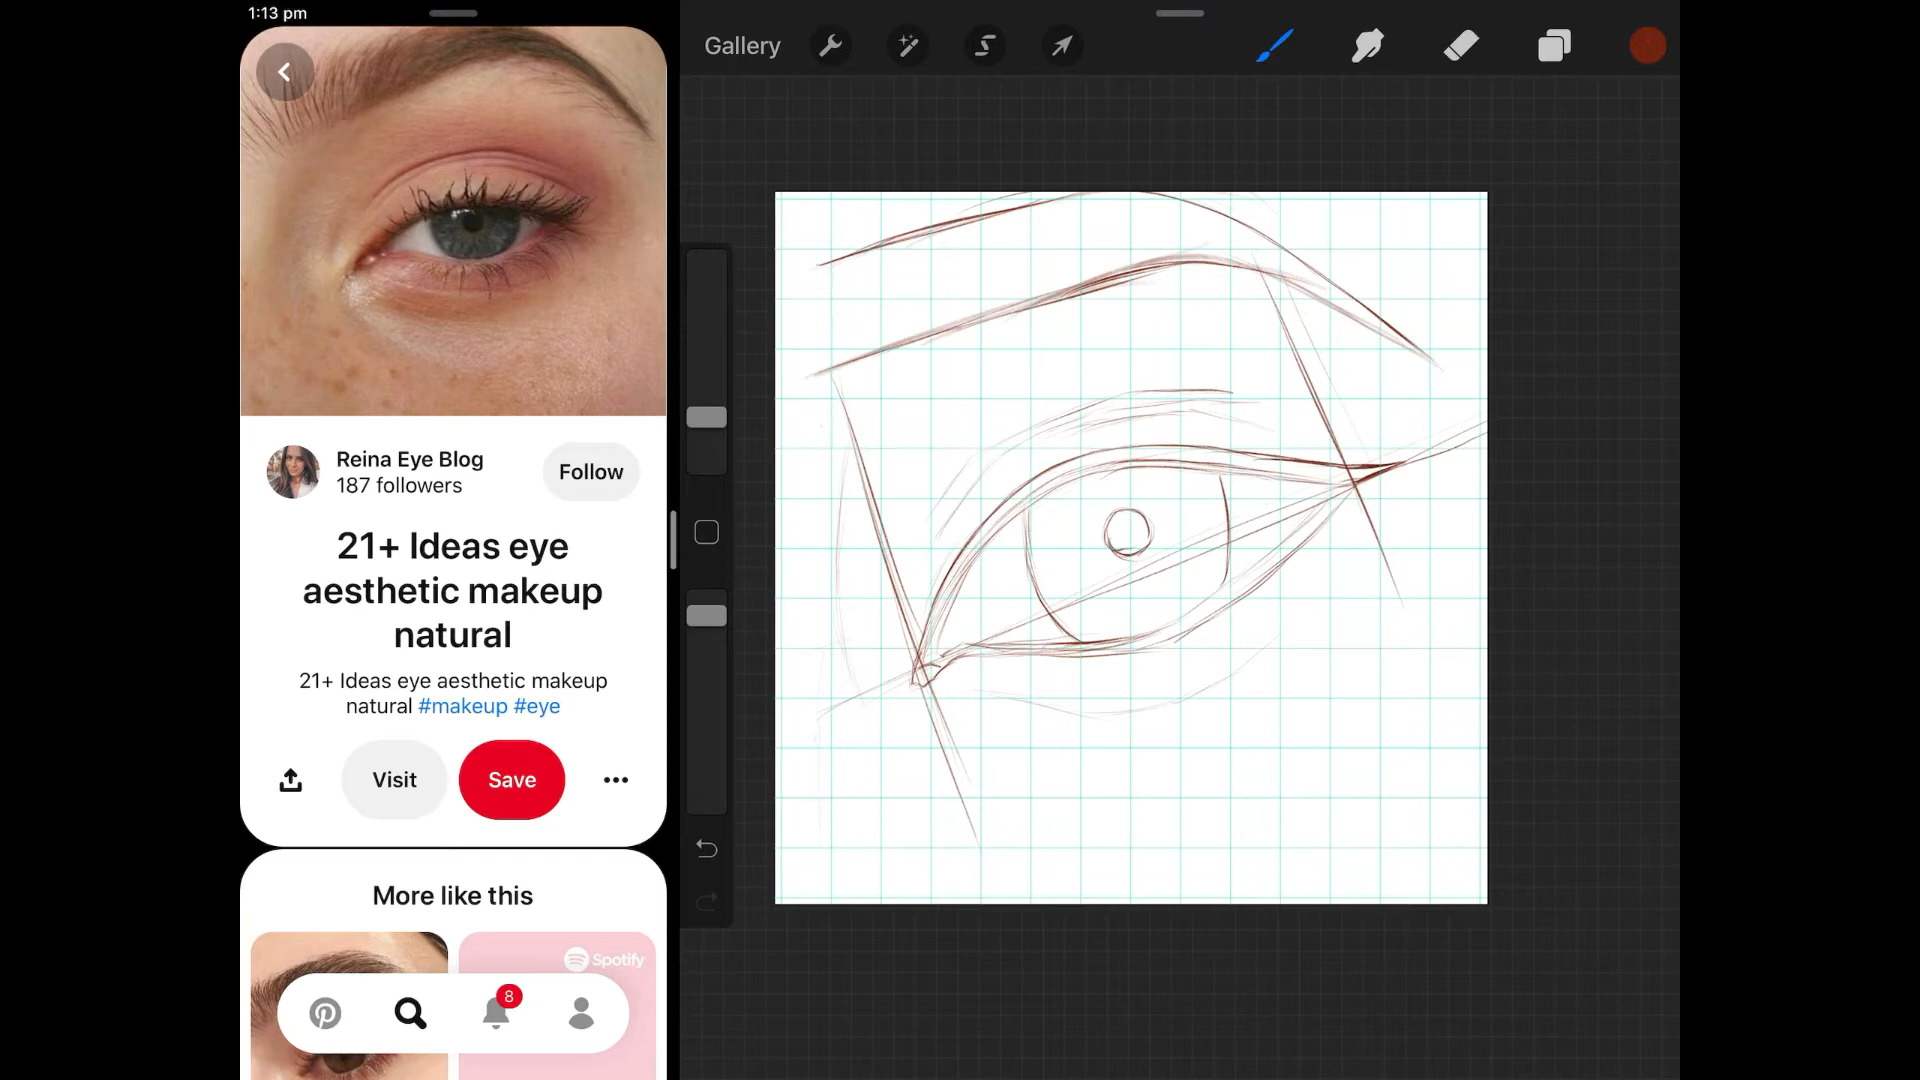 1:13 pm
Gallery
Reina Eye Blog
187 followers
Follow
21+ Ideas eye
aesthetic makeup
natural
21+ Ideas eye aesthetic makeup
natural #makeup #eye
Visit
Save
More like this
Spotify
8